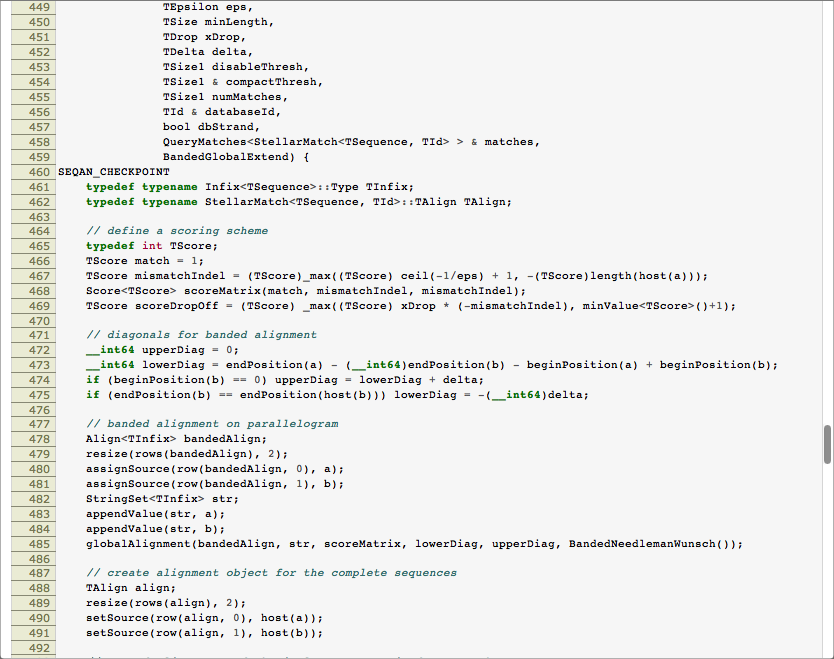 449 TEpsilon eps,
450 TSize minLength,
451 TDrop xDrop,
452 TDelta delta,
453 TSize1 disableThresh,
454 TSize1 & compactThresh,
455 TSize1 numMatches,
456 TId & databaseId,
457 bool dbStrand,
458 QueryMatches<StellarMatch<TSequence, TId> > & matches,
459 BandedGlobalExtend) {
460 SEQAN_CHECKPOINT
461 typedef typename Infix<TSequence>::Type TInfix;
462 typedef typename StellarMatch<TSequence, TId>::TAlign TAlign;
463
464 // define a scoring scheme
465 typedef int TScore;
466 TScore match = 1;
467 TScore mismatchIndel = (TScore)_max((TScore) ceil(-1/eps) + 1, -(TScore)length(host(a)));
468 Score<TScore> scoreMatrix(match, mismatchIndel, mismatchIndel);
469 TScore scoreDropOff = (TScore) _max((TScore) xDrop * (-mismatchIndel), minValue<TScore>()+1);
470
471 // diagonals for banded alignment
472 __int64 upperDiag = 0;
473 __int64 lowerDiag = endPosition(a) - (__int64)endPosition(b) - beginPosition(a) + beginPosition(b);
474 if (beginPosition(b) == 0) upperDiag = lowerDiag + delta;
475 if (endPosition(b) == endPosition(host(b))) lowerDiag = -(__int64)delta;
476
477 // banded alignment on parallelogram
478 Align<TInfix> bandedAlign;
479 resize(rows(bandedAlign), 2);
480 assignSource(row(bandedAlign, 0), a);
481 assignSource(row(bandedAlign, 1), b);
482 StringSet<TInfix> str;
483 appendValue(str, a);
484 appendValue(str, b);
485 globalAlignment(bandedAlign, str, scoreMatrix, lowerDiag, upperDiag, BandedNeedlemanWunsch());
486
487 // create alignment object for the complete sequences
488 TAlign align;
489 resize(rows(align), 2);
490 setSource(row(align, 0), host(a));
491 setSource(row(align, 1), host(b));
492